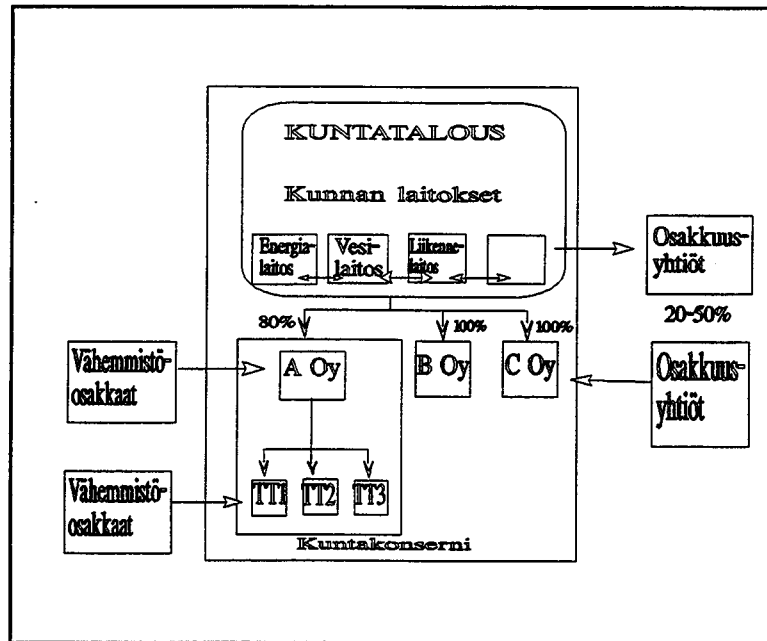 KUNTATALOUS
Kunnan laitokset
Energia-
laitos
Vesi-
laitos
Liikenne-
laitos
Osakkuus-
yhtiöt
20-50%
80%
100%
100%
Vähemmistö-
osakkaat
A Oy
B Oy
C Oy
Osakkuus-
yhtiöt
Vähemmistö-
osakkaat
TT1
TT2
TT3
Kuntakonserni